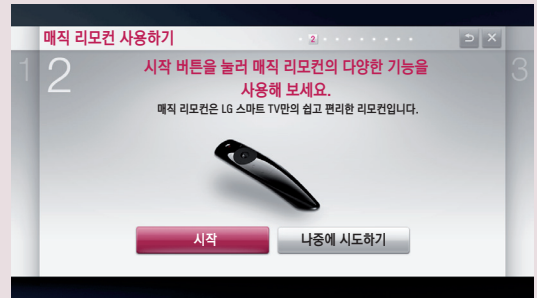 매직 리모컨 사용하기
2
1
2
3
시작 버튼을 눌러 매직 리모컨의 다양한 기능을
사용해 보세요.
매직 리모컨은 LG 스마트 TV만의 쉽고 편리한 리모컨입니다.
시작
나중에 시도하기